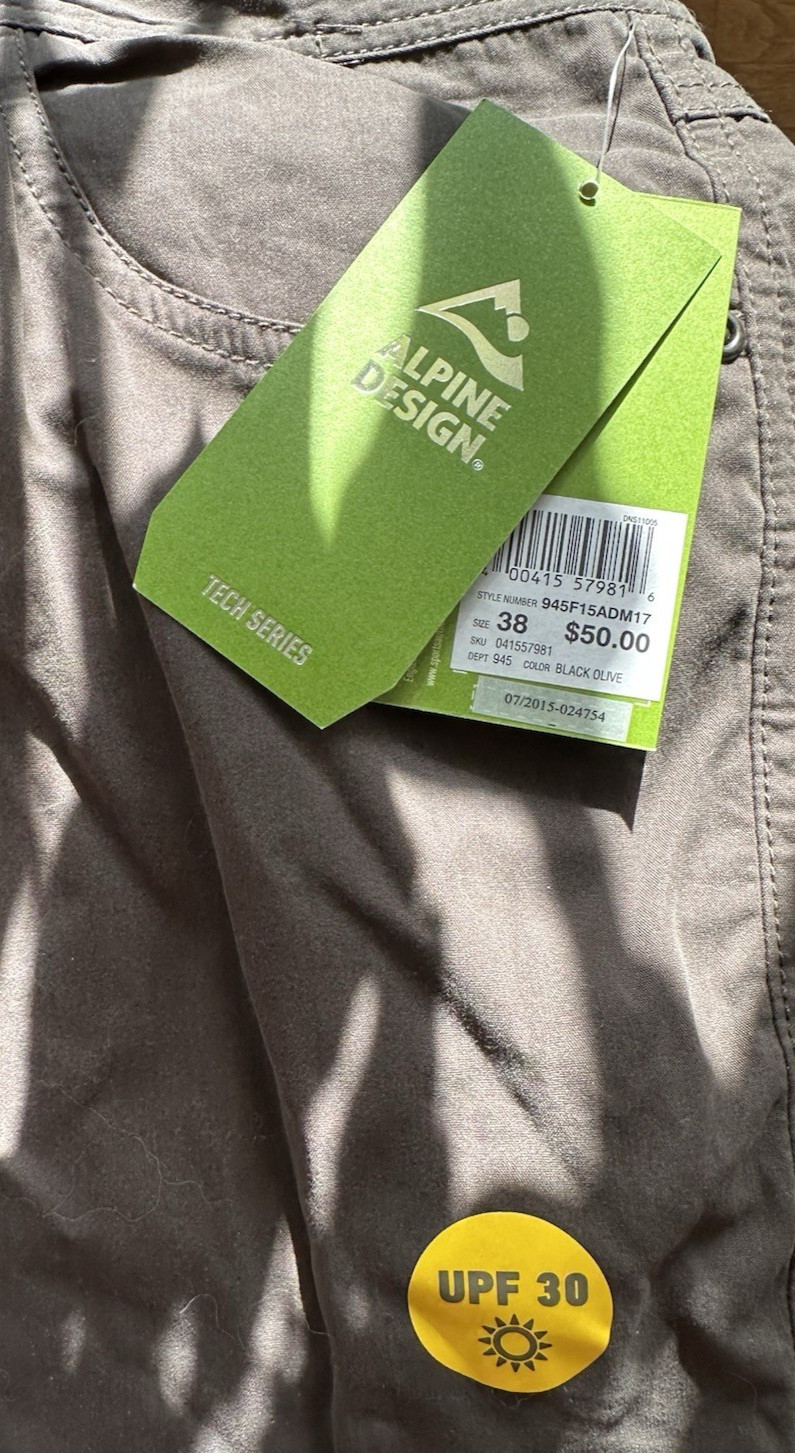 ALPINE
DESIGN®
TECH SERIES
DNS11005
4 00415 57981 6
STYLE NUMBER 945F15ADM17
SIZE 38 $50.00
SKU 041557981
DEPT 945 COLOR BLACK OLIVE
07/2015-024754
UPF 30